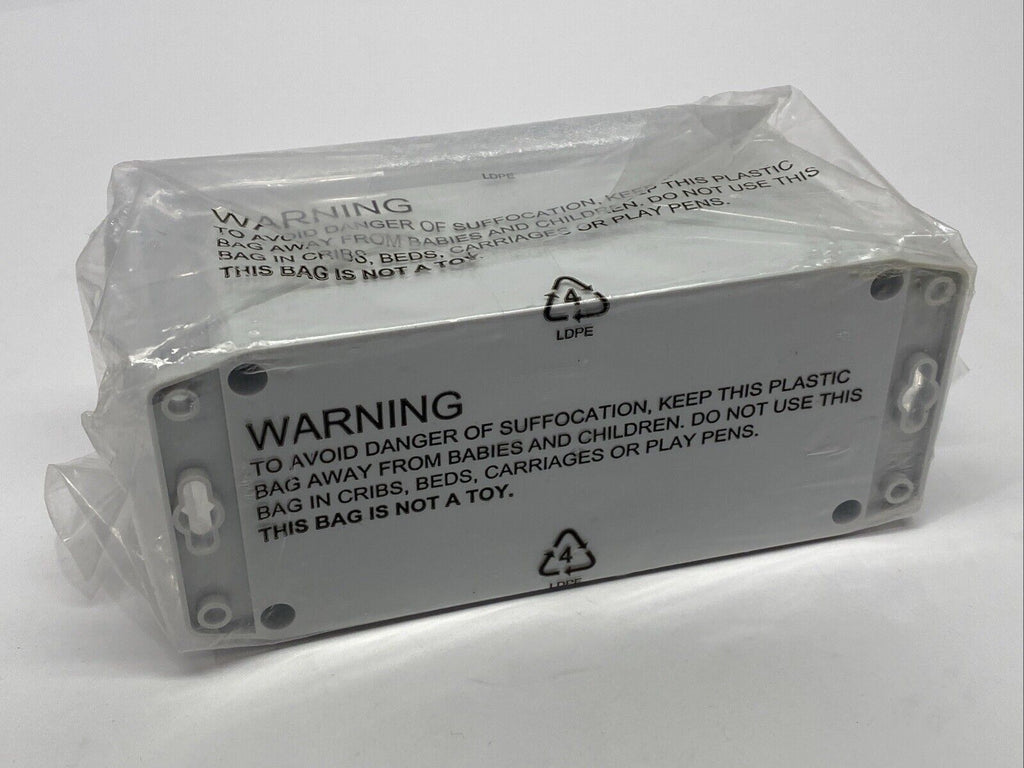 LDPE
WARNING
TO AVOID DANGER OF SUFFOCATION, KEEP THIS PLASTIC
BAG AWAY FROM BABIES AND CHILDREN. DO NOT USE THIS
BAG IN CRIBS, BEDS, CARRIAGES OR PLAY PENS.
THIS BAG IS NOT A TOY.
4
LDPE
WARNING
TO AVOID DANGER OF SUFFOCATION, KEEP THIS PLASTIC
BAG AWAY FROM BABIES AND CHILDREN. DO NOT USE THIS
BAG IN CRIBS, BEDS, CARRIAGES OR PLAY PENS.
THIS BAG IS NOT A TOY.
4
LDPE